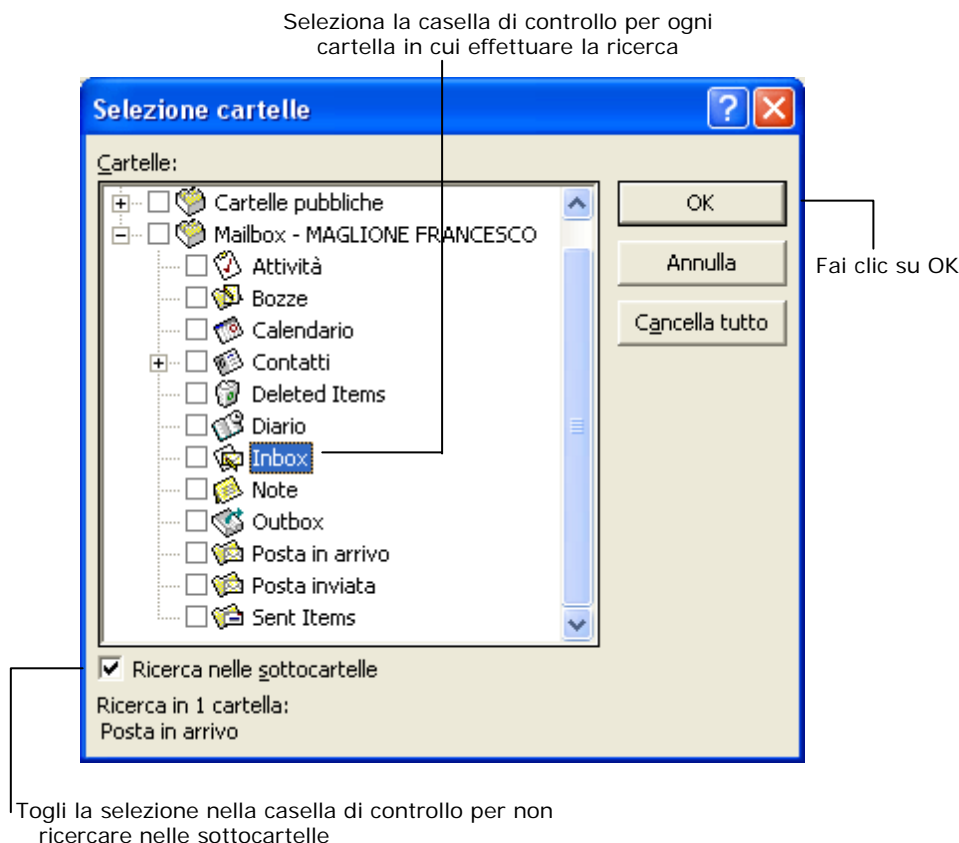 Seleziona la casella di controllo per ogni
cartella in cui effettuare la ricerca
Selezione cartelle
Cartelle:
Cartelle pubbliche
Mailbox - MAGLIONE FRANCESCO
Attività
Bozze
Calendario
Contatti
Deleted Items
Diario
Inbox
Note
Outbox
Posta in arrivo
Posta inviata
Sent Items
OK
Annulla
Cancella tutto
Fai clic su OK
Ricerca nelle sottocartelle
Ricerca in 1 cartella:
Posta in arrivo
Togli la selezione nella casella di controllo per non
ricercare nelle sottocartelle